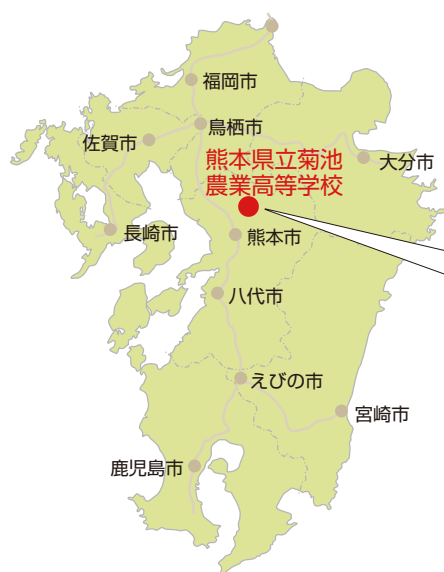 福岡市
鳥栖市
佐賀市
熊本県立菊池
農業高等学校
大分市
長崎市
熊本市
八代市
えびの市
宮崎市
鹿児島市